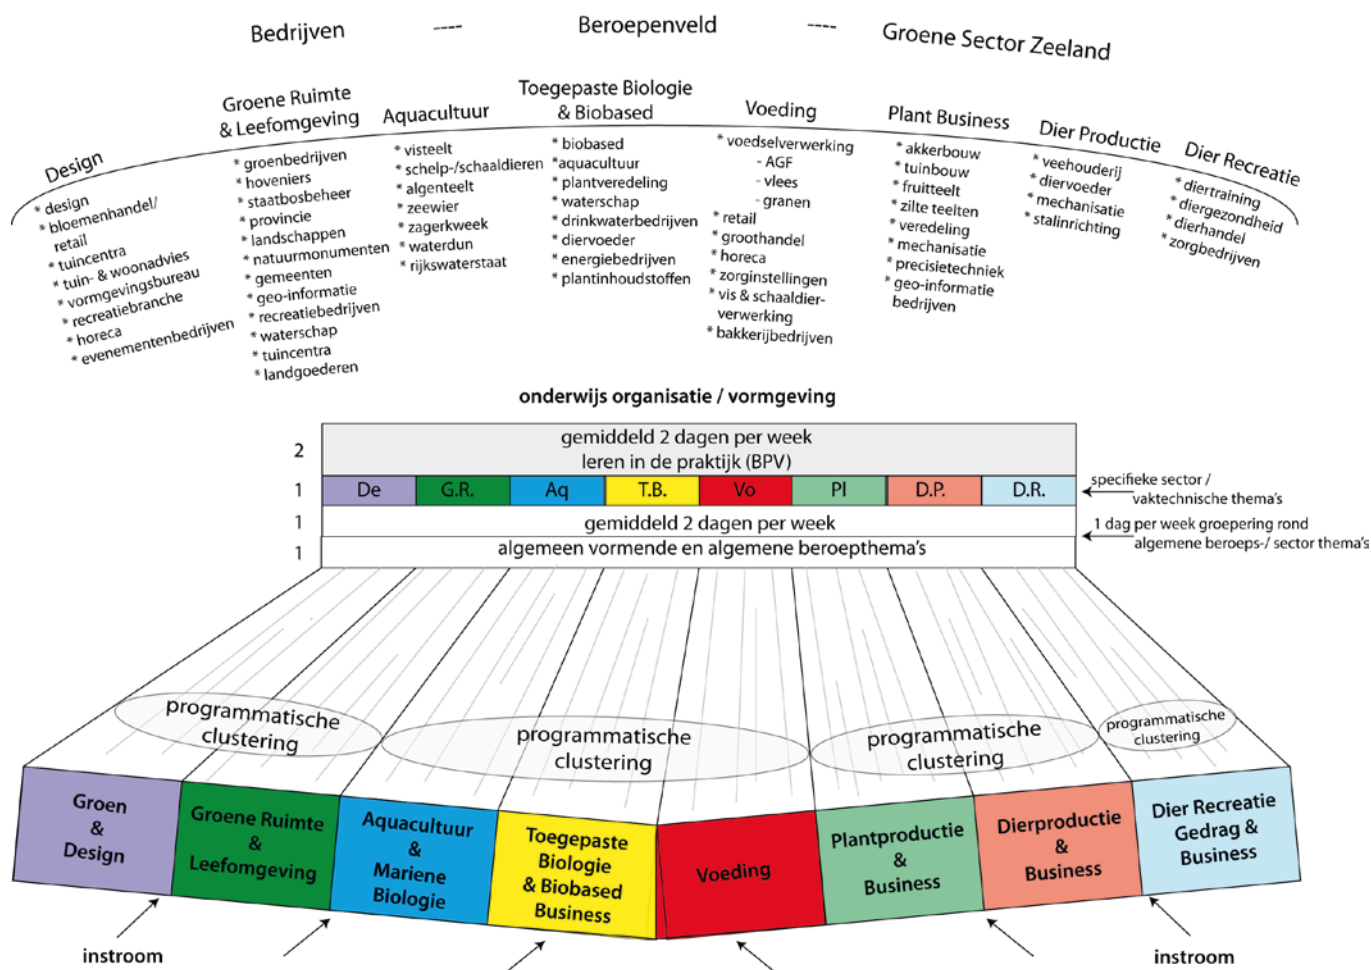 Bedrijven ---- Beroepenveld ---- Groene Sector Zeeland
Design
* design
* bloemenhandel/
retail
* tuincentra
* tuin- & woonadvies
* vormgevingsbureau
* recreatiebranche
* horeca
* evenementenbedrijven
Groene Ruimte
& Leefomgeving
* groenbedrijven
* hoveniers
* staatbosbeheer
* provincie
* landschappen
* natuurmonumenten
* gemeenten
* geo-informatie
* recreatiebedrijven
* waterschap
* tuincentra
* landgoederen
Aquacultuur
* visteelt
* schelp-/schaaldieren
* algenteelt
* zeewier
* zagerkweek
* waterdun
* rijkswaterstaat
Toegepaste Biologie
& Biobased
* biobased
*aquacultuur
* plantveredeling
* waterschap
* drinkwaterbedrijven
* diervoeder
* energiebedrijven
* plantinhoudstoffen
Voeding
* voedselverwerking
- AGF
- vlees
- granen
* retail
* groothandel
* horeca
* zorginstellingen
* vis & schaaldier-
verwerking
* bakkerijbedrijven
Plant Business
* akkerbouw
* tuinbouw
* fruitteelt
* zilte teelten
* veredeling
* mechanisatie
* precisietechniek
* geo-informatie
bedrijven
Dier Productie
* veehouderij
* diervoeder
* mechanisatie
* stalinrichting
Dier Recreatie
* diertraining
* diergezondheid
* dierhandel
* zorgbedrijven
onderwijs organisatie / vormgeving
2
gemiddeld 2 dagen per week
leren in de praktijk (BPV)
1 De G.R. Aq T.B. Vo Pl D.P. D.R.
specifieke sector /
vaktechnische thema's
1 gemiddeld 2 dagen per week
1 dag per week groepering rond
algemene beroeps-/ sector thema's
1 algemeen vormende en algemene beroepthema's
programmatische
clustering
programmatische
clustering
programmatische
clustering
programmatische
clustering
Groen
&
Design
Groene Ruimte
&
Leefomgeving
Aquacultuur
&
Mariene
Biologie
Toegepaste
Biologie
& Biobased
Business
Voeding
Plantproductie
&
Business
Dierproductie
&
Business
Dier Recreatie
Gedrag &
Business
instroom
instroom